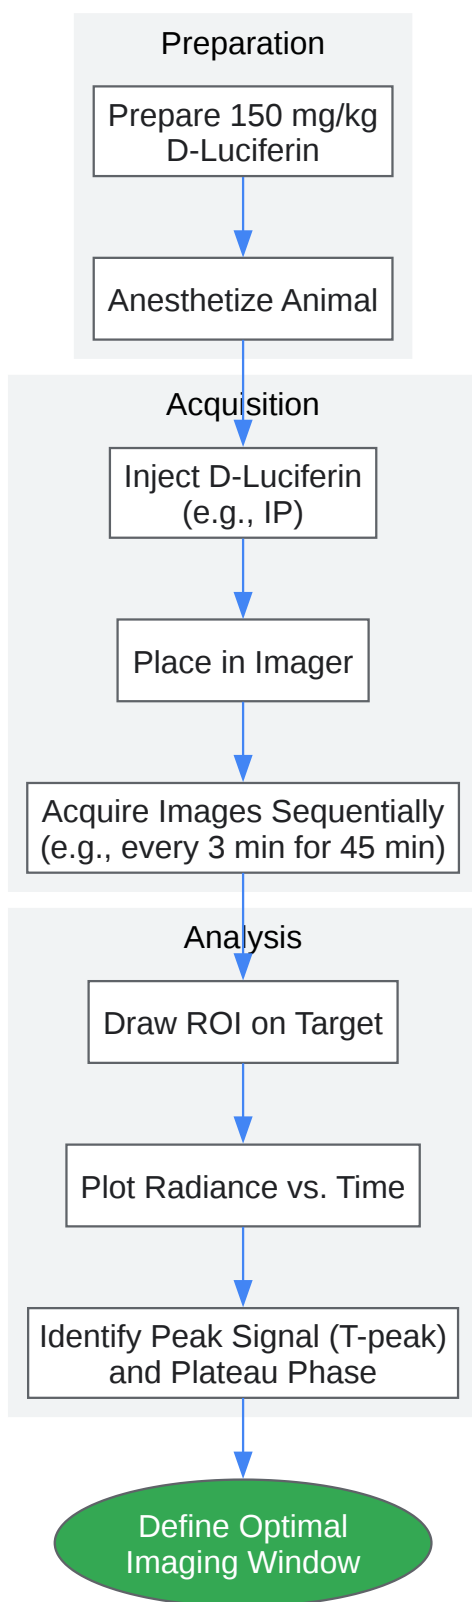 Preparation
Prepare 150 mg/kg
D-Luciferin
Anesthetize Animal
Acquisition
Inject D-Luciferin
(e.g., IP)
Place in Imager
Acquire Images Sequentially
(e.g., every 3 min for 45 min)
Analysis
Draw ROI on Target
Plot Radiance vs. Time
Identify Peak Signal (T-peak)
and Plateau Phase
Define Optimal
Imaging Window